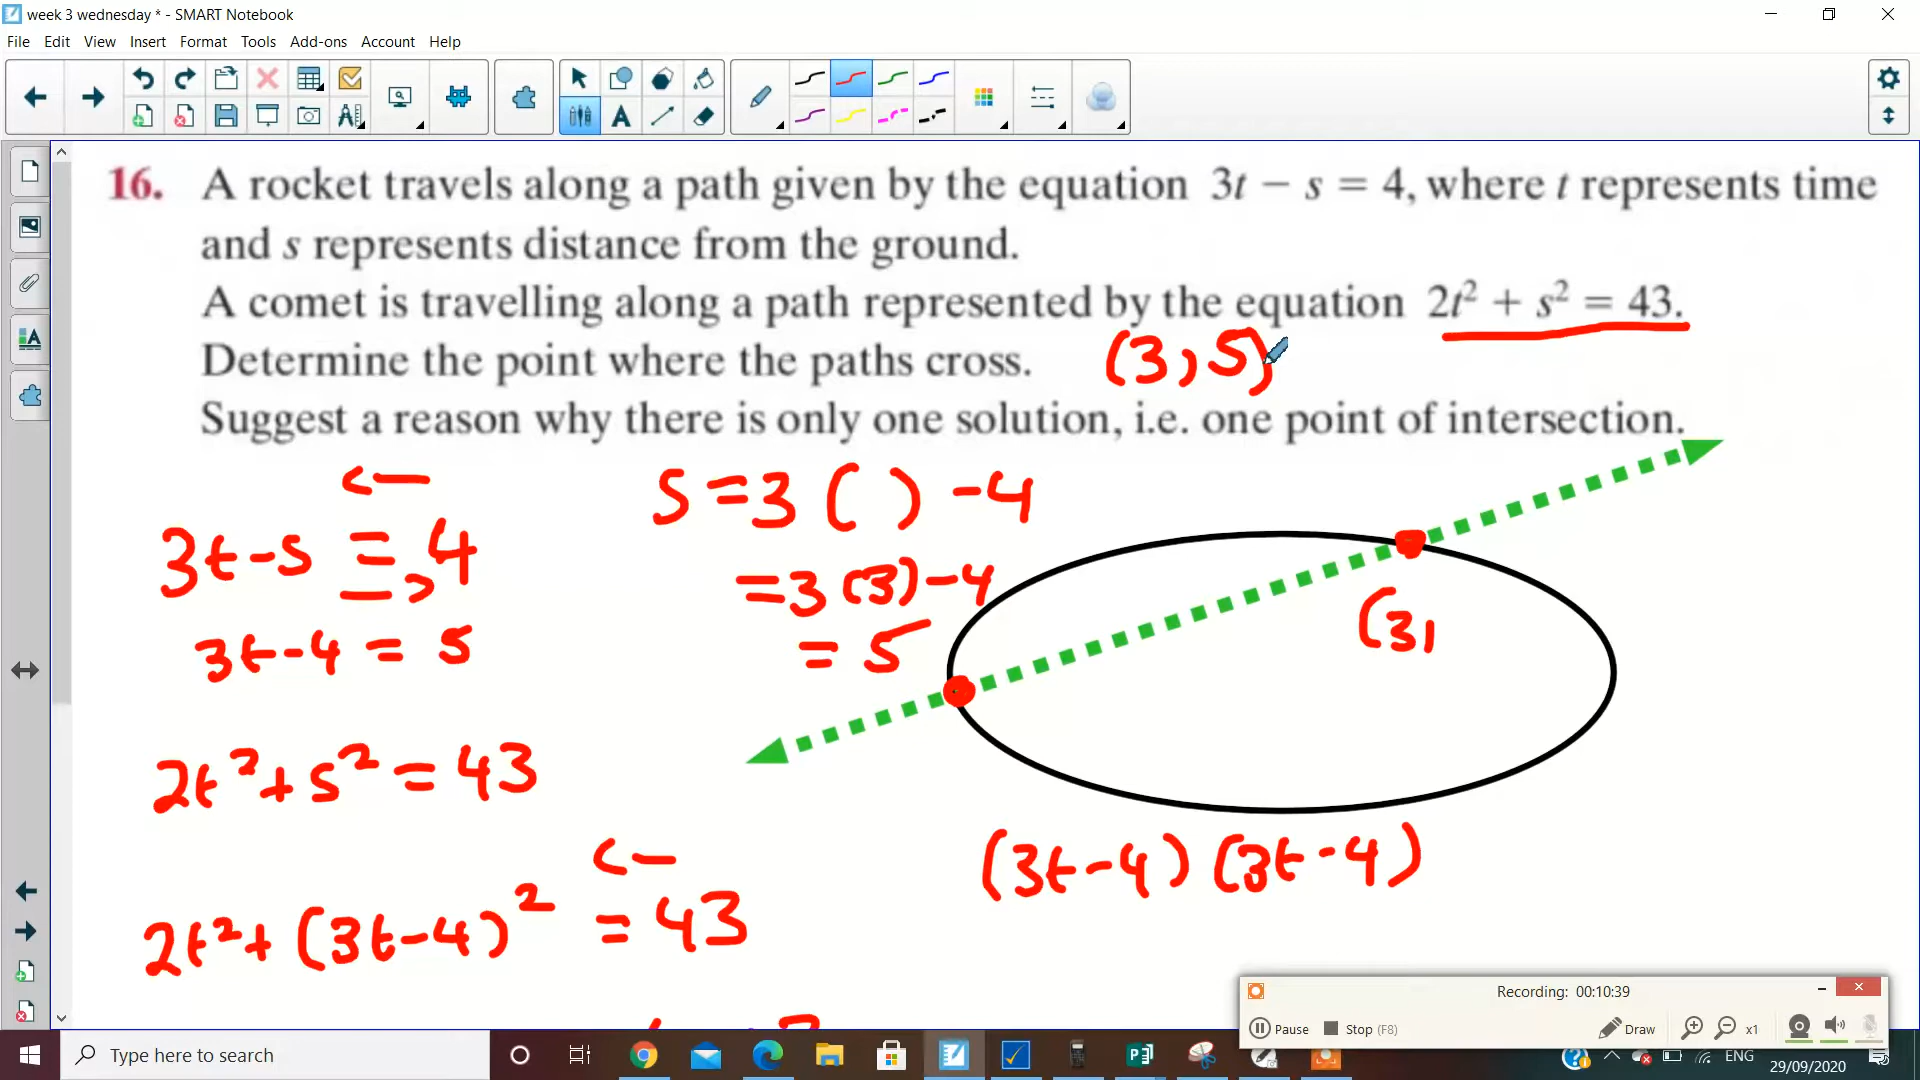 week 3 wednesday * - SMART Notebook
File Edit View Insert Format Tools Add-ons Account Help
16. A rocket travels along a path given by the equation 3t − s = 4, where t represents time
and s represents distance from the ground.
A comet is travelling along a path represented by the equation 2t² + s² = 43.
Determine the point where the paths cross. (3, 5)
Suggest a reason why there is only one solution, i.e. one point of intersection.
3t-s = 4
3t-4 = s
s = 3 ( ) -4
= 3 (3) -4
= 5
(3,
2t² + s² = 43
2t² + (3t-4)² = 43
(3t-4) (3t-4)
Recording: 00:10:39
Pause Stop (F8) Draw x1
Type here to search
ENG
29/09/2020